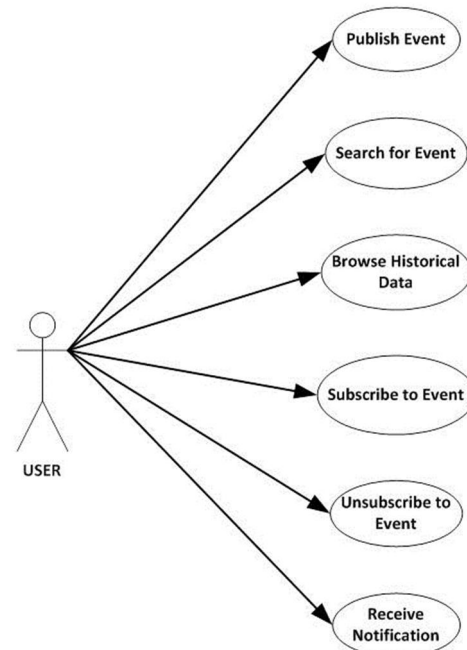 Publish Event
Search for Event
Browse Historical
Data
Subscribe to Event
USER
Unsubscribe to
Event
Receive
Notification